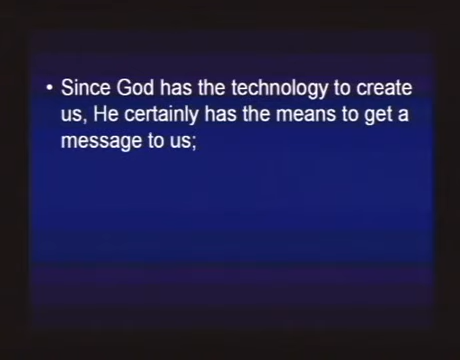 • Since God has the technology to create
us, He certainly has the means to get a
message to us;